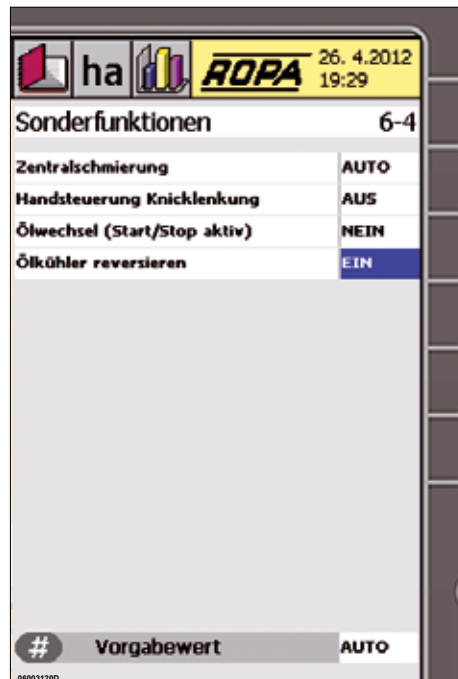 ha ROPA 26. 4.2012
19:29
Sonderfunktionen 6-4
Zentralschmierung AUTO
Handsteuerung Knicklenkung AUS
Ölwechsel (Start/Stop aktiv) NEIN
Ölkühler reversieren EIN
# Vorgabewert AUTO
06003120D